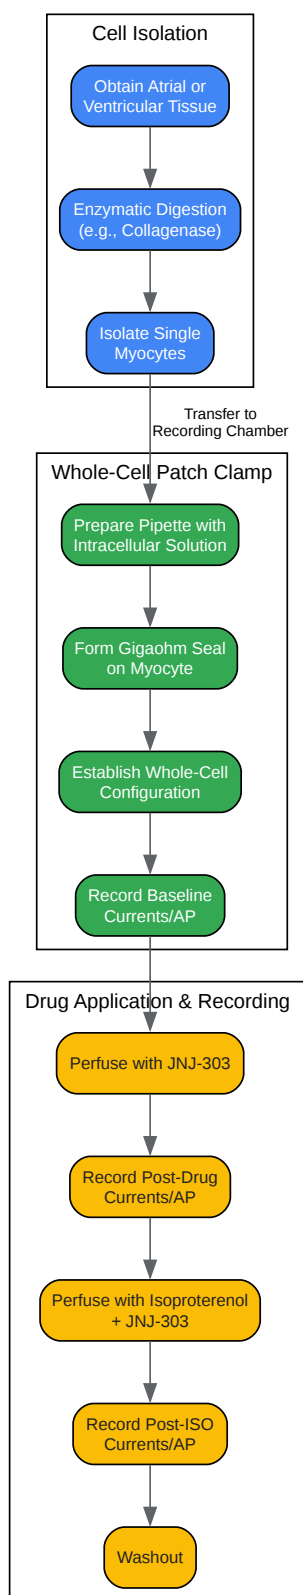 Cell Isolation
Obtain Atrial or
Ventricular Tissue
Enzymatic Digestion
(e.g., Collagenase)
Isolate Single
Myocytes
Transfer to
Recording Chamber
Whole-Cell Patch Clamp
Prepare Pipette with
Intracellular Solution
Form Gigaohm Seal
on Myocyte
Establish Whole-Cell
Configuration
Record Baseline
Currents/AP
Drug Application & Recording
Perfuse with JNJ-303
Record Post-Drug
Currents/AP
Perfuse with Isoproterenol
+ JNJ-303
Record Post-ISO
Currents/AP
Washout